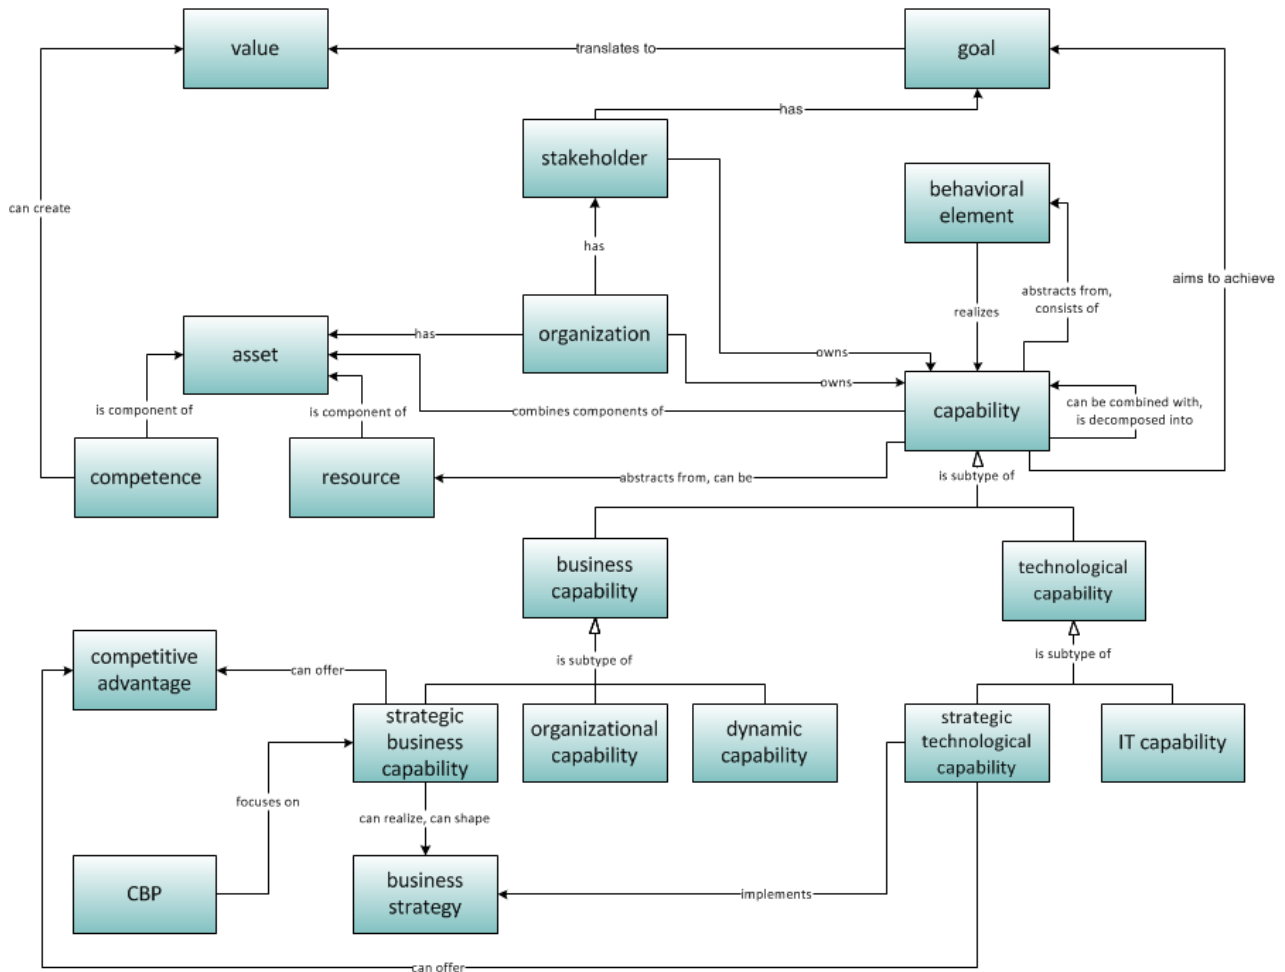 value
translates to
goal
has
stakeholder
behavioral
element
can create
has
aims to achieve
abstracts from,
consists of
realizes
organization
has
asset
owns
owns
is component of
is component of
combines components of
capability
can be combined with,
is decomposed into
competence
resource
abstracts from, can be
is subtype of
business
capability
technological
capability
is subtype of
is subtype of
competitive
advantage
can offer
strategic
business
capability
organizational
capability
dynamic
capability
strategic
technological
capability
IT capability
focuses on
can realize, can shape
CBP
business
strategy
implements
can offer